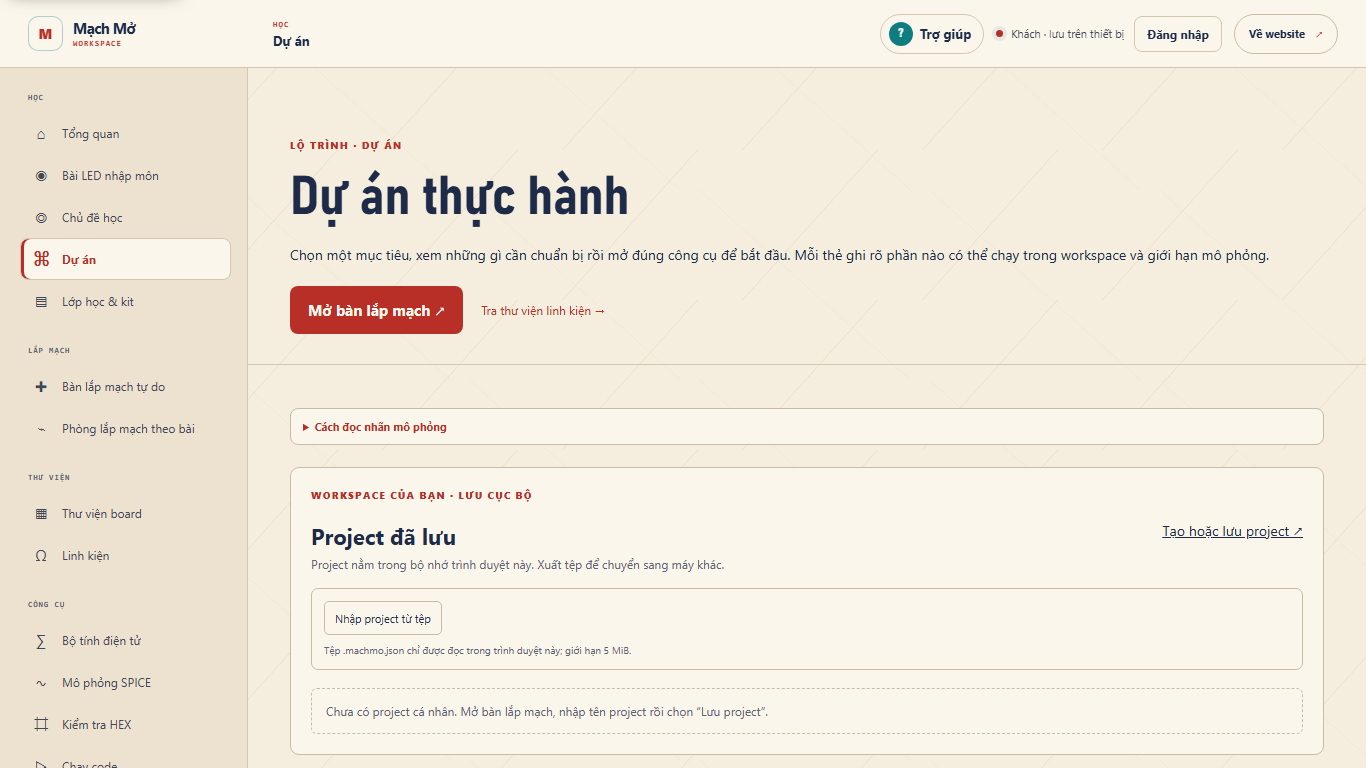 M
Mạch Mở
WORKSPACE
HỌC
Dự án
? Trợ giúp
Khách · lưu trên thiết bị
Đăng nhập
Về website ↗
HỌC
Tổng quan
Bài LED nhập môn
Chủ đề học
Dự án
Lớp học & kit
LẮP MẠCH
Bàn lắp mạch tự do
Phòng lắp mạch theo bài
THƯ VIỆN
Thư viện board
Linh kiện
CÔNG CỤ
Bộ tính điện tử
Mô phỏng SPICE
Kiểm tra HEX
Chạy code
LỘ TRÌNH · DỰ ÁN
Dự án thực hành
Chọn một mục tiêu, xem những gì cần chuẩn bị rồi mở đúng công cụ để bắt đầu. Mỗi thẻ ghi rõ phần nào có thể chạy trong workspace và giới hạn mô phỏng.
Mở bàn lắp mạch ↗
Tra thư viện linh kiện →
Cách đọc nhãn mô phỏng
WORKSPACE CỦA BẠN · LƯU CỤC BỘ
Project đã lưu
Tạo hoặc lưu project ↗
Project nằm trong bộ nhớ trình duyệt này. Xuất tệp để chuyển sang máy khác.
Nhập project từ tệp
Tệp .machmo.json chỉ được đọc trong trình duyệt này; giới hạn 5 MiB.
Chưa có project cá nhân. Mở bàn lắp mạch, nhập tên project rồi chọn “Lưu project”.